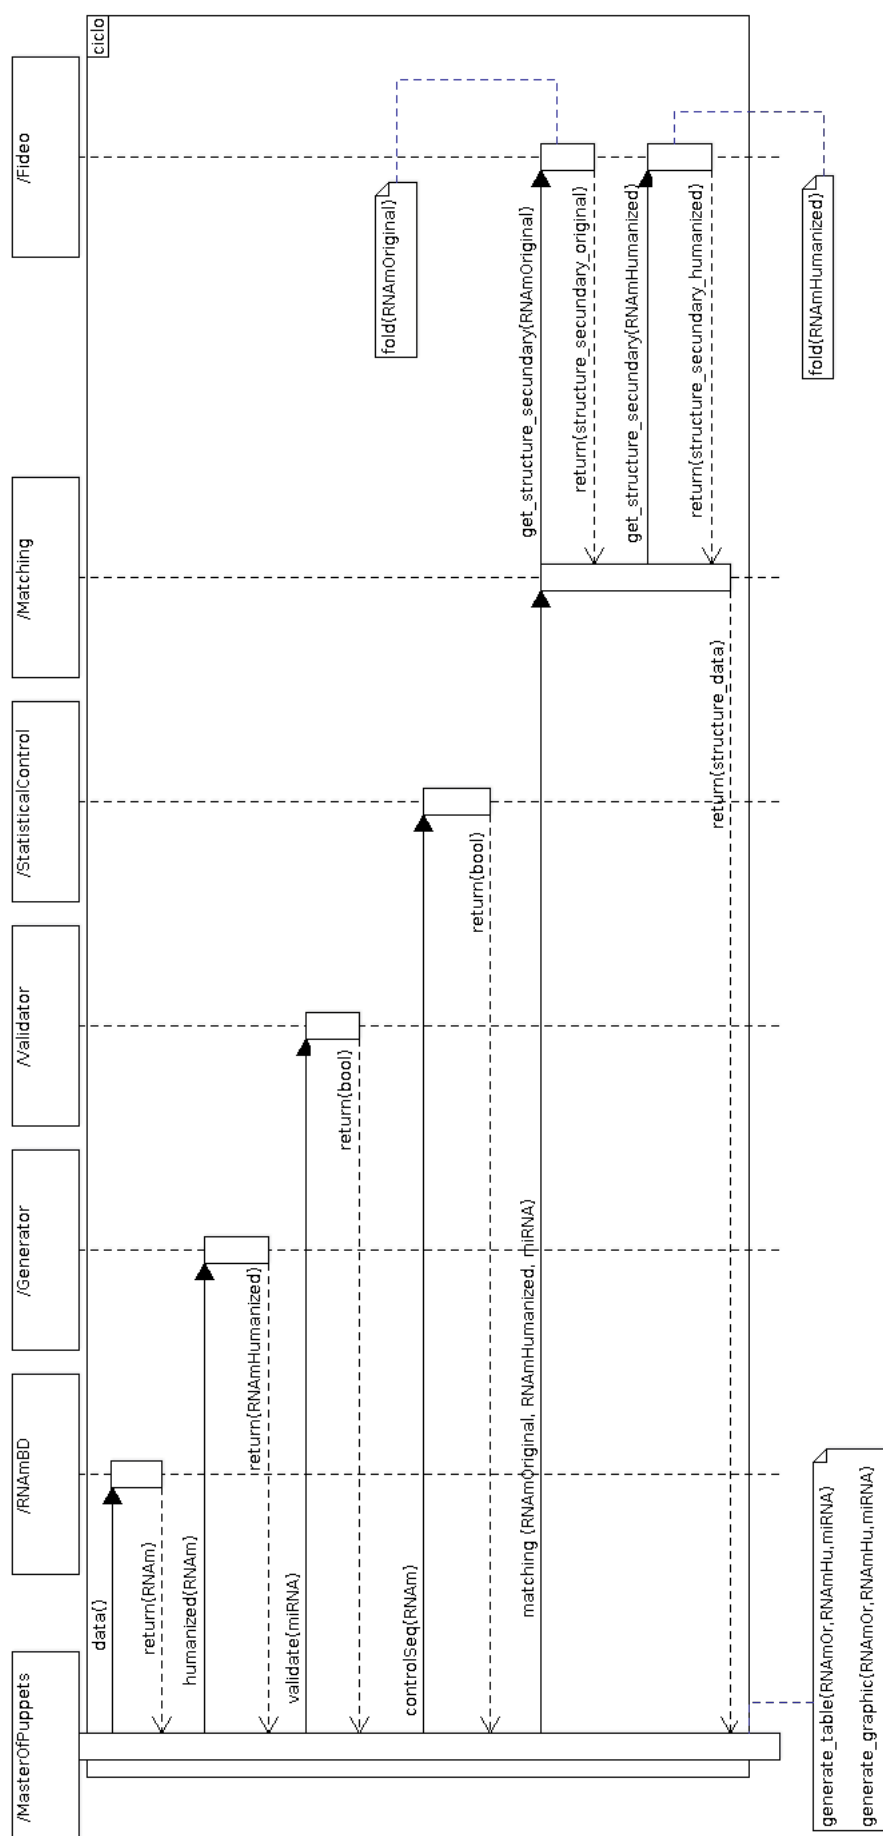 ciclo
/MasterOfPuppets
/RNAmBD
/Generator
/Validator
/StatisticalControl
/Matching
/Fideo
data()
return(RNAm)
humanized(RNAm)
return(RNAmHumanized)
validate(miRNA)
return(bool)
controlSeq(RNAm)
return(bool)
matching (RNAmOriginal, RNAmHumanized, miRNA)
get_structure_secundary(RNAmOriginal)
fold(RNAmOriginal)
return(structure_secundary_original)
get_structure_secundary(RNAmHumanized)
return(structure_secundary_humanized)
fold(RNAmHumanized)
return(structure_data)
generate_table(RNAmOr,RNAmHu,miRNA)
generate_graphic(RNAmOr,RNAmHu,miRNA)